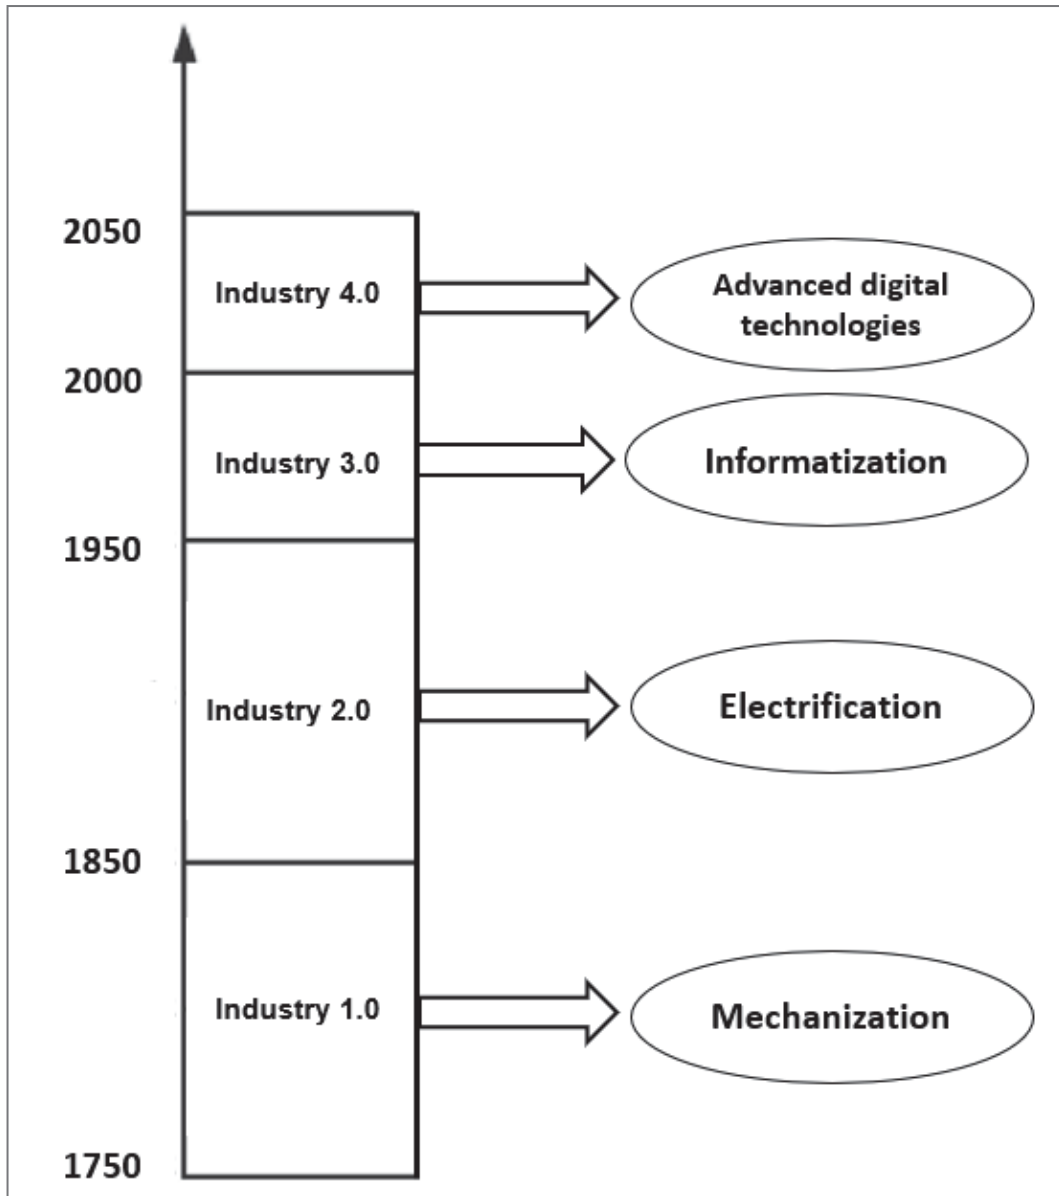 2050
Industry 4.0
Advanced digital
technologies
2000
Industry 3.0
Informatization
1950
Industry 2.0
Electrification
1850
Industry 1.0
Mechanization
1750